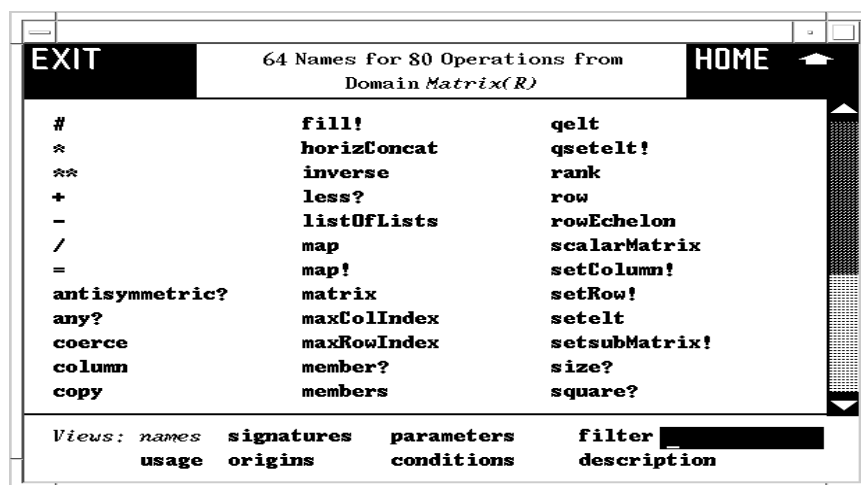 EXIT
64 Names for 80 Operations from
Domain Matrix(R)
HOME
# fill! qelt
* horizConcat qsetelt!
** inverse rank
+ less? row
- listOfLists rowEchelon
/ map scalarMatrix
= map! setColumn!
antisymmetric? matrix setRow!
any? maxColIndex setelt
coerce maxRowIndex setsubMatrix!
column member? size?
copy members square?
Views: names signatures parameters filter _
usage origins conditions description